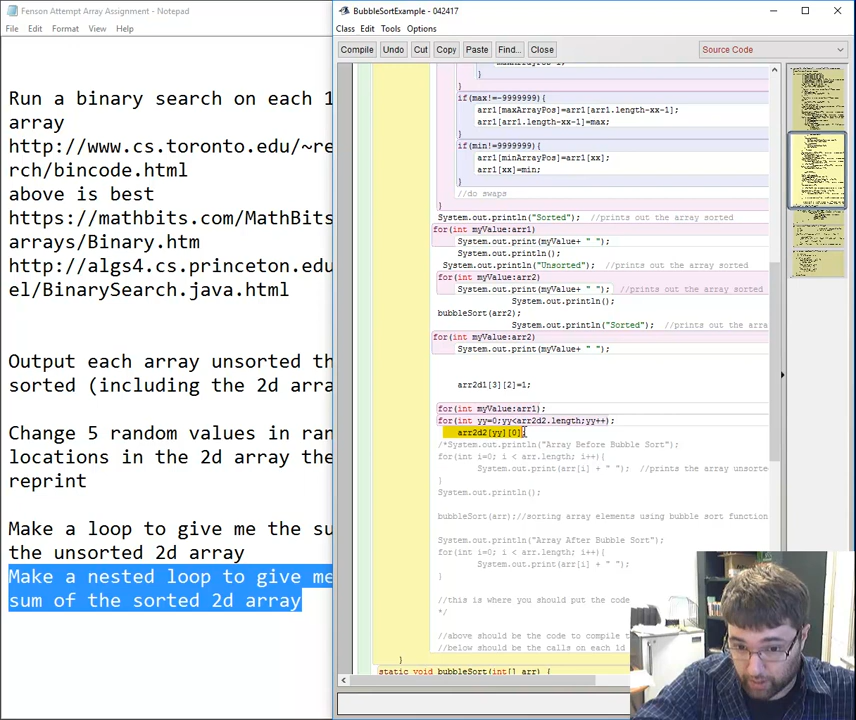 Fenson Attempt Array Assignment - Notepad
File Edit Format View Help
Run a binary search on each 1
array
http://www.cs.toronto.edu/~re
rch/bincode.html
above is best
https://mathbits.com/MathBits
arrays/Binary.htm
http://algs4.cs.princeton.edu
el/BinarySearch.java.html
Output each array unsorted th
sorted (including the 2d arra
Change 5 random values in ran
locations in the 2d array the
reprint
Make a loop to give me the su
the unsorted 2d array
Make a nested loop to give me
sum of the sorted 2d array
BubbleSortExample - 042417
Class Edit Tools Options
Compile Undo Cut Copy Paste Find... Close Source Code
}
}
if(max!=-9999999){
arr1[maxArrayPos]=arr1[arr1.length-xx-1];
arr1[arr1.length-xx-1]=max;
}
if(min!=9999999){
arr1[minArrayPos]=arr1[xx];
arr1[xx]=min;
}
//do swaps
}
System.out.println("Sorted"); //prints out the array sorted
for(int myValue:arr1)
System.out.print(myValue+ " ");
System.out.println();
System.out.println("Unsorted"); //prints out the array sorted
for(int myValue:arr2)
System.out.print(myValue+ " "); //prints out the array sorted
System.out.println();
bubbleSort(arr2);
System.out.println("Sorted"); //prints out the arra
for(int myValue:arr2)
System.out.print(myValue+ " ");
arr2d1[3][2]=1;
for(int myValue:arr1);
for(int yy=0;yy<arr2d2.length;yy++);
arr2d2[yy][0];
/*System.out.println("Array Before Bubble Sort");
for(int i=0; i < arr.length; i++){
System.out.print(arr[i] + " "); //prints the array unsorte
}
System.out.println();
bubbleSort(arr);//sorting array elements using bubble sort function
System.out.println("Array After Bubble Sort");
for(int i=0; i < arr.length; i++){
System.out.print(arr[i] + " ");
}
//this is where you should put the code
*/
//above should be the code to compile t
//below should be the calls on each 1d
}
static void bubbleSort(int[] arr) {